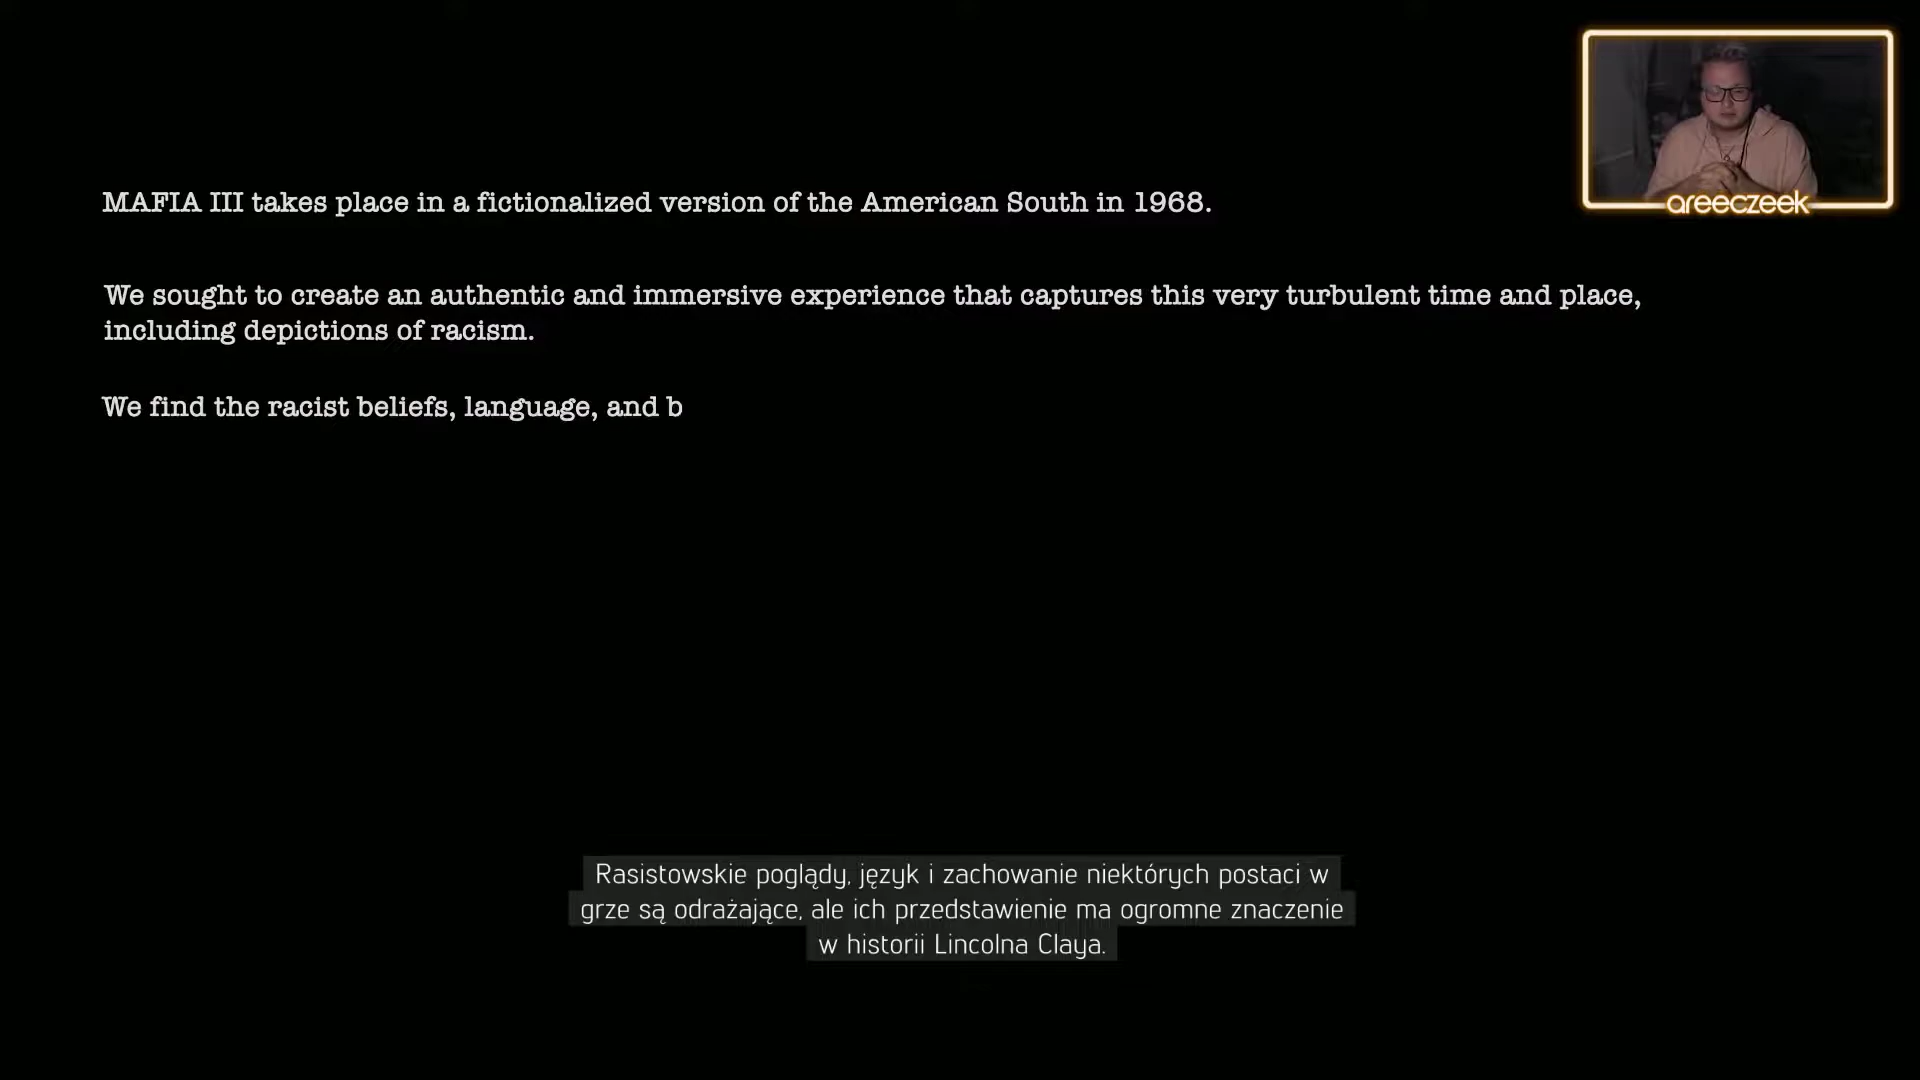 MAFIA III takes place in a fictionalized version of the American South in 1968.
areeczeek
We sought to create an authentic and immersive experience that captures this very turbulent time and place,
including depictions of racism.
We find the racist beliefs, language, and b
Rasistowskie poglądy, język i zachowanie niektórych postaci w
grze są odrażające, ale ich przedstawienie ma ogromne znaczenie
w historii Lincolna Claya.